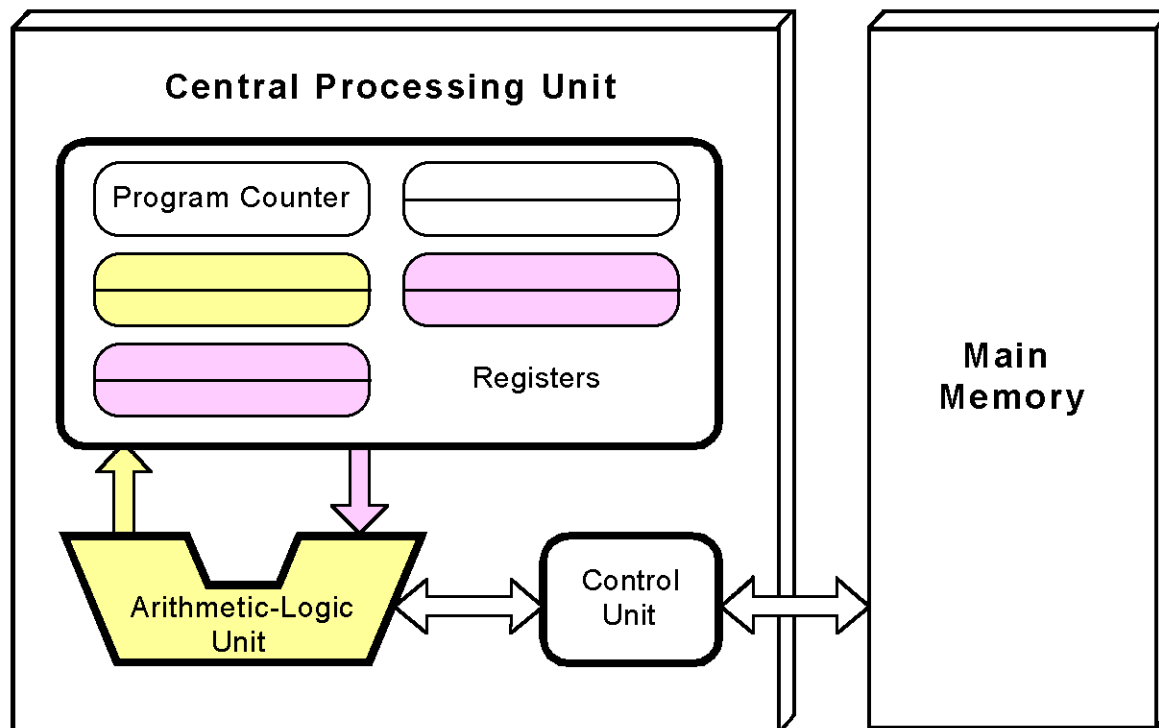 Central Processing Unit
Program Counter
Registers
Main
Memory
Arithmetic-Logic
Unit
Control
Unit